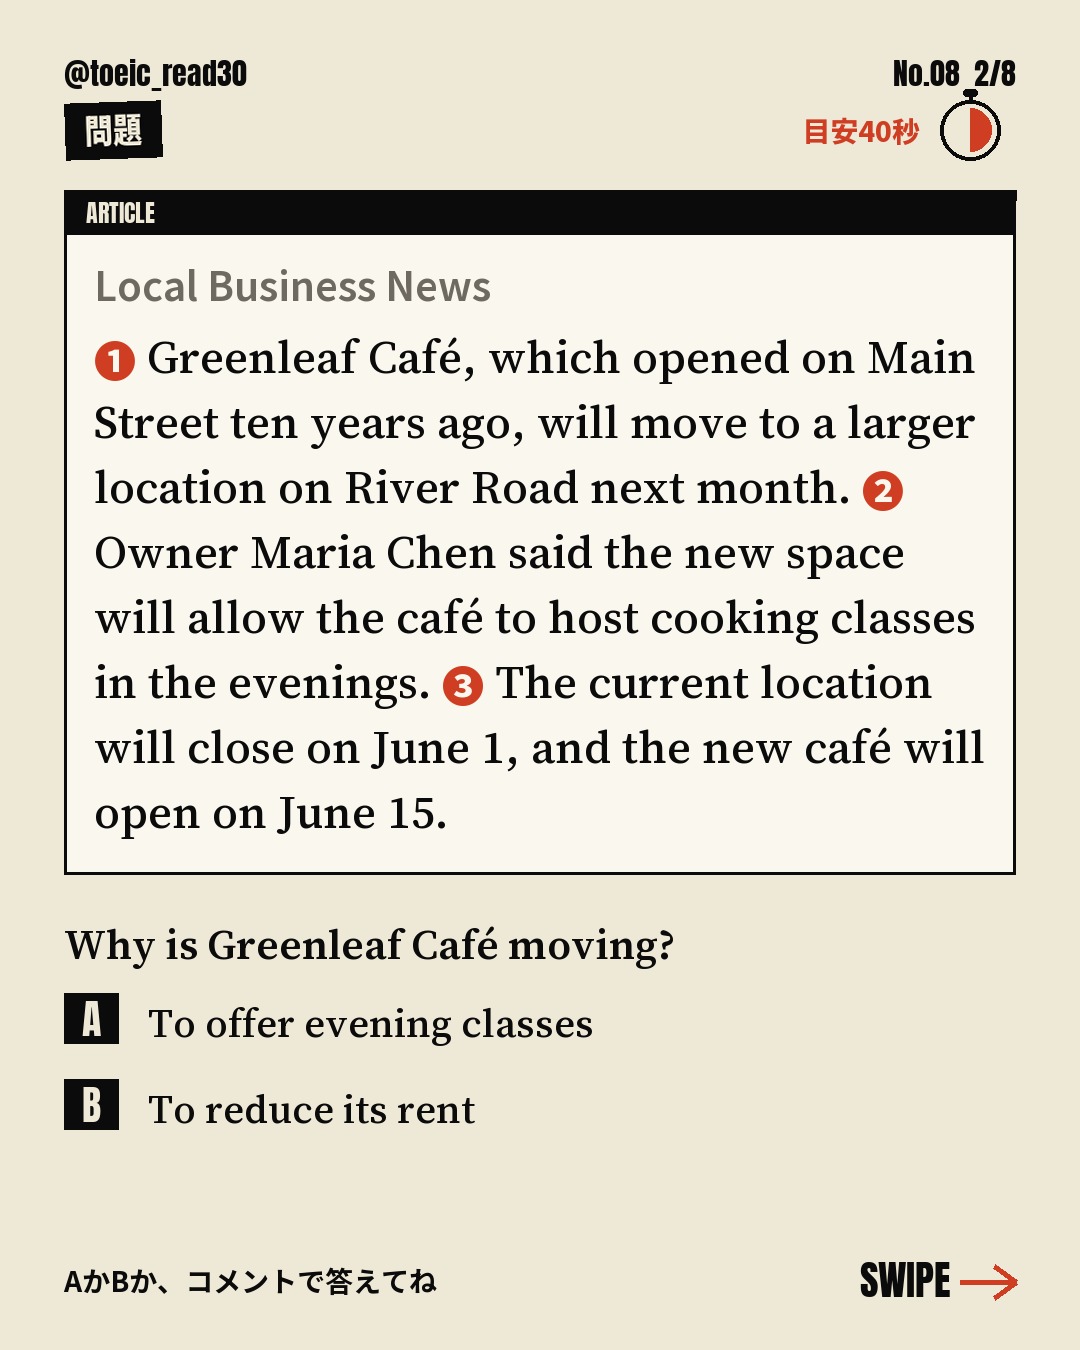 @toeic_read30
No.08 2/8
問題
目安40秒
ARTICLE
Local Business News
1 Greenleaf Café, which opened on Main
Street ten years ago, will move to a larger
location on River Road next month. 2
Owner Maria Chen said the new space
will allow the café to host cooking classes
in the evenings. 3 The current location
will close on June 1, and the new café will
open on June 15.
Why is Greenleaf Café moving?
A To offer evening classes
B To reduce its rent
AかBか、コメントで答えてね
SWIPE